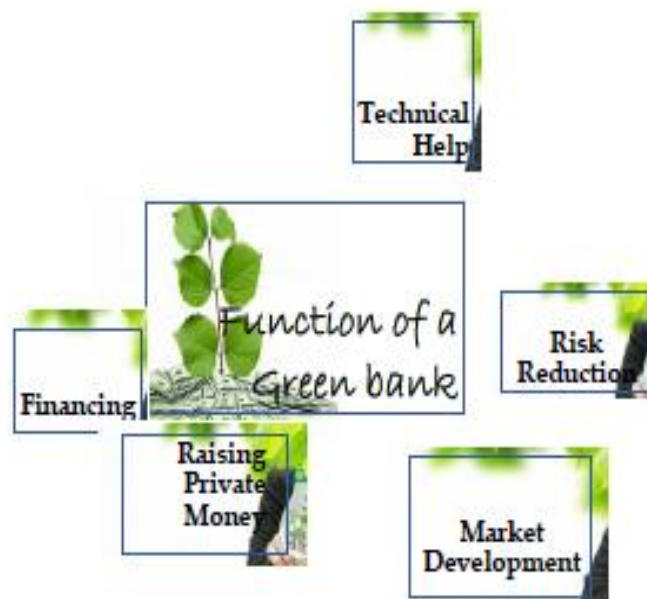 Technical
Help
Function of a
Green bank
Risk
Reduction
Financing
Raising
Private
Money
Market
Development